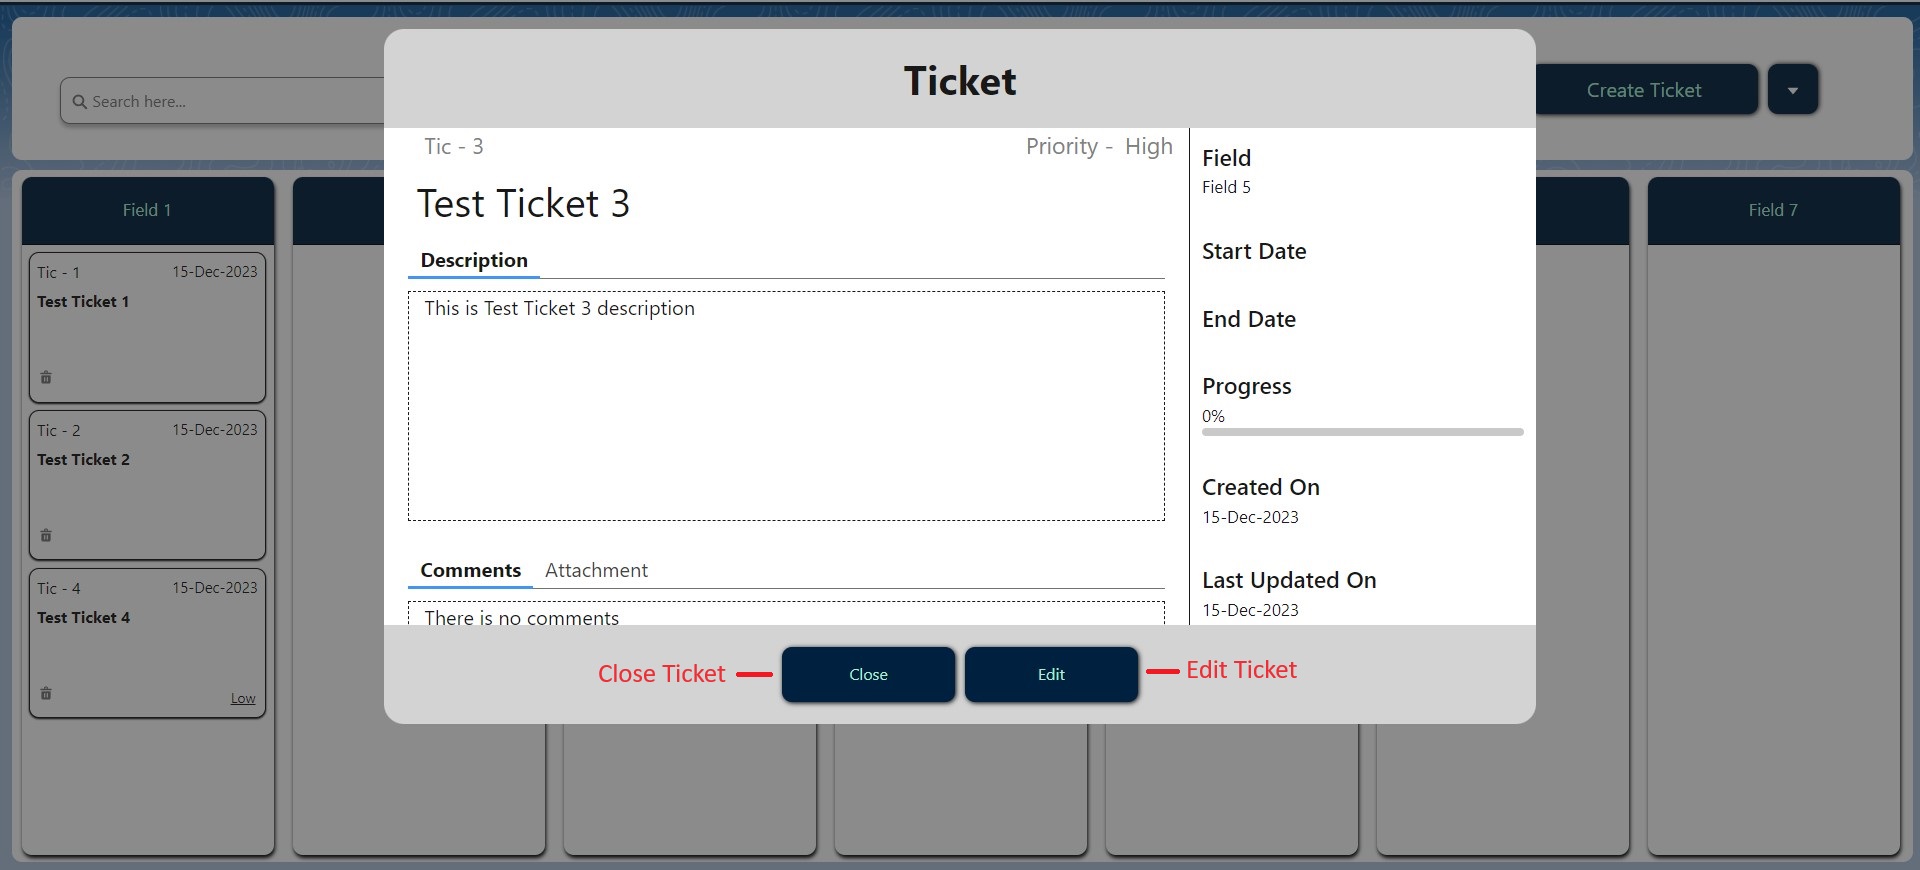 Ticket
Search here...
Create Ticket
Tic - 3
Priority - High
Test Ticket 3
Description
This is Test Ticket 3 description
Comments Attachment
There is no comments
Field
Field 5
Start Date
End Date
Progress
0%
Created On
15-Dec-2023
Last Updated On
15-Dec-2023
Close Ticket
Close
Edit
Edit Ticket
Field 1
Tic - 1 15-Dec-2023
Test Ticket 1
Tic - 2 15-Dec-2023
Test Ticket 2
Tic - 4 15-Dec-2023
Test Ticket 4
Low
Field 7